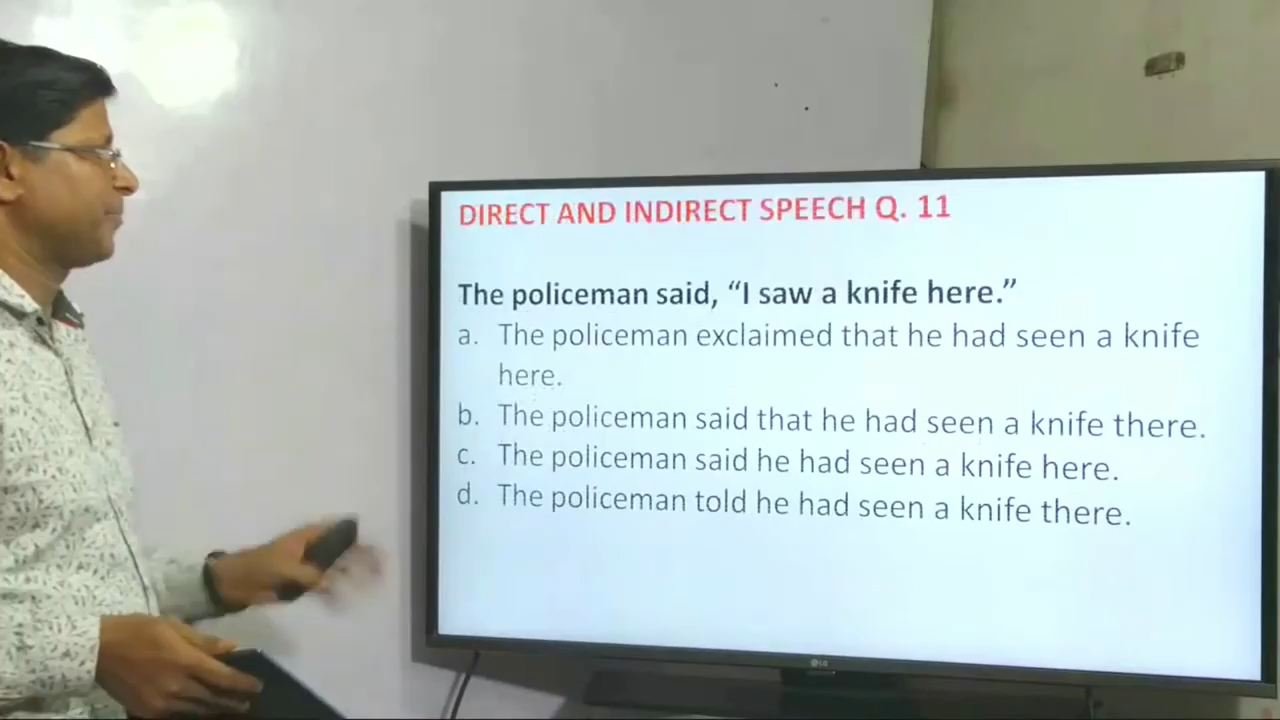 DIRECT AND INDIRECT SPEECH Q. 11
The policeman said, “I saw a knife here.”
a. The policeman exclaimed that he had seen a knife
here.
b. The policeman said that he had seen a knife there.
c. The policeman said he had seen a knife here.
d. The policeman told he had seen a knife there.
LG